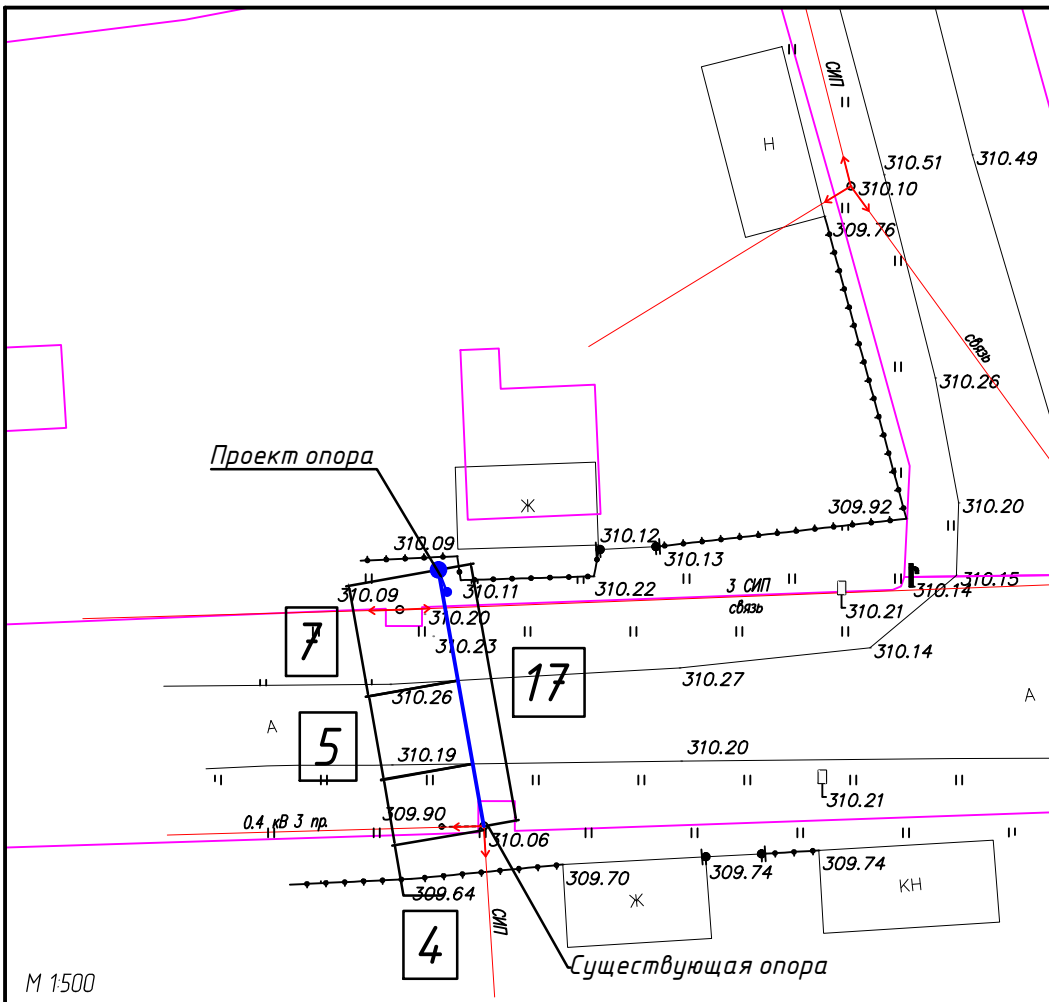 СИП
Н
310.51
310.49
310.10
309.76
связь
310.26
Проект опора
Ж
309.92
310.20
310.12
310.09
310.13
310.09
310.11
310.22
3 СИП
связь
310.21
310.14
310.15
310.20
7
310.23
310.14
17
310.27
310.26
А
А
5
310.19
310.20
310.21
0.4 кВ 3 пр.
309.90
310.06
309.64
309.70
309.74
309.74
Ж
КН
СИП
4
Существующая опора
М 1:500